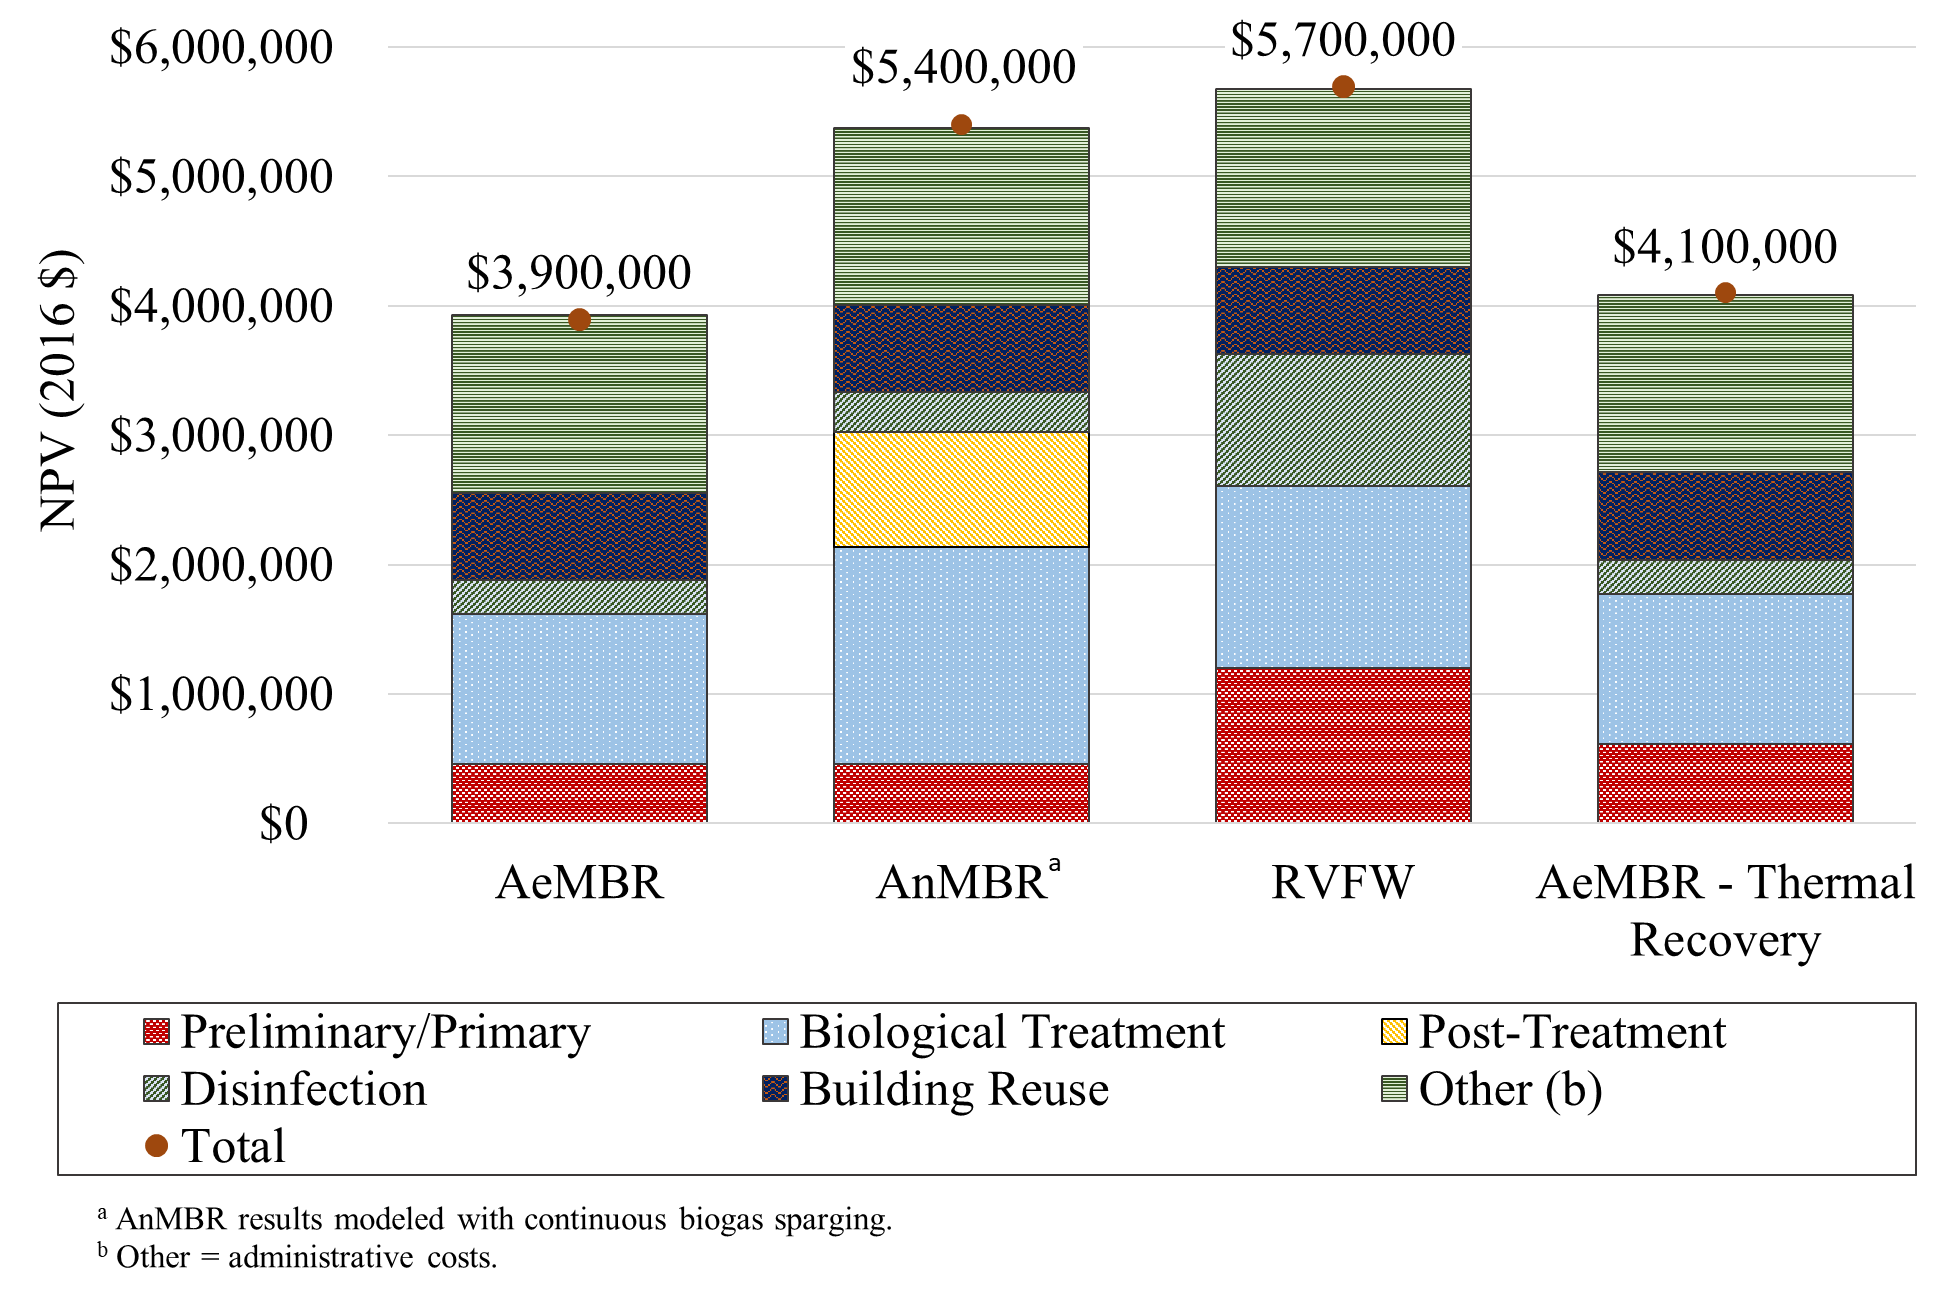 $6,000,000
$5,000,000
$4,000,000
$3,000,000
$2,000,000
$1,000,000
$0
NPV (2016 $)
$3,900,000
$5,400,000
$5,700,000
$4,100,000
AeMBR
AnMBRᵃ
RVFW
AeMBR - Thermal
Recovery
Preliminary/Primary
Biological Treatment
Post-Treatment
Disinfection
Building Reuse
Other (b)
Total
ᵃ AnMBR results modeled with continuous biogas sparging.
ᵇ Other = administrative costs.